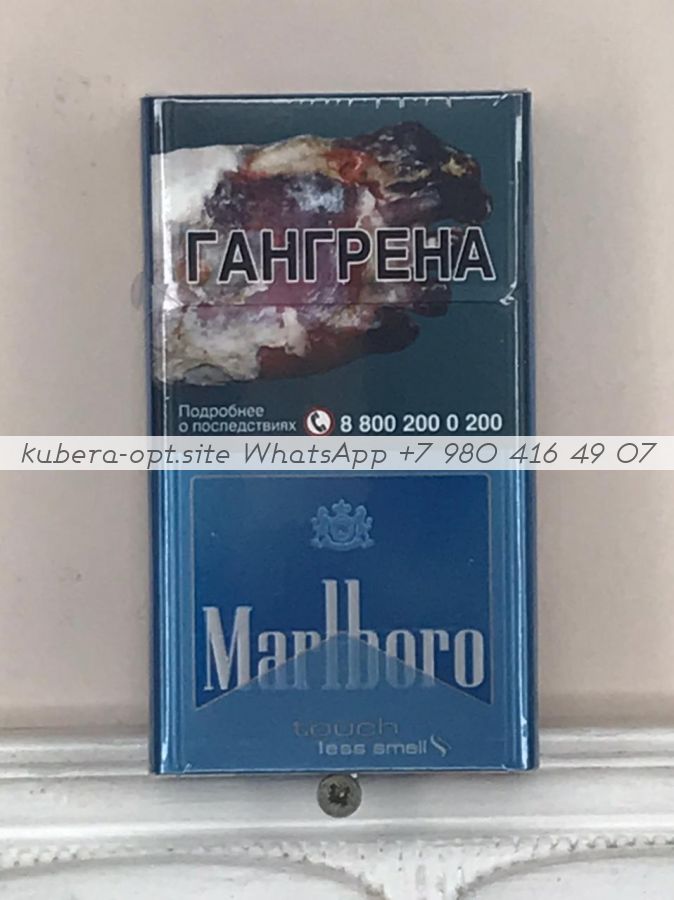 ГАНГРЕНА
Подробнее
о последствиях 8 800 200 0 200
kubera-opt.site WhatsApp +7 980 416 49 07
Marlboro
touch
less smell